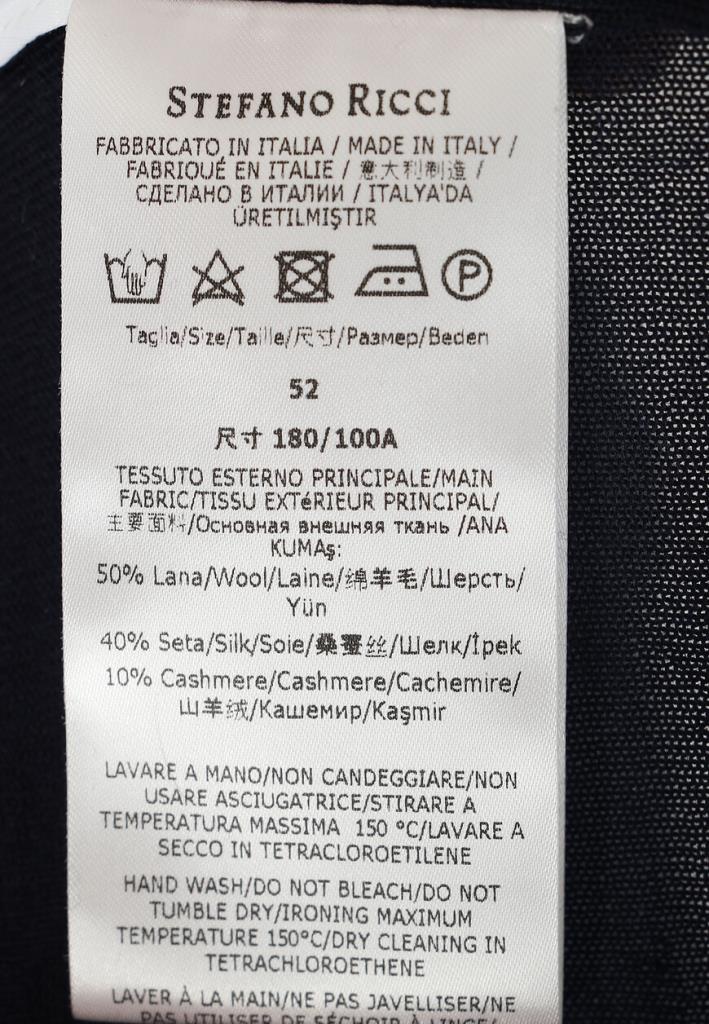 STEFANO RICCI
FABBRICATO IN ITALIA / MADE IN ITALY /
FABRIQUÉ EN ITALIE / 意大利制造 /
СДЕЛАНО В ИТАЛИИ / ITALYA'DA
ÜRETILMIŞTIR
P
Taglia/Size/Taille/尺寸/Размер/Beden
52
尺寸 180/100A
TESSUTO ESTERNO PRINCIPALE/MAIN
FABRIC/TISSU EXTéRIEUR PRINCIPAL/
主要面料/Основная внешняя ткань /ANA
KUMAş:
50% Lana/Wool/Laine/绵羊毛/Шерсть/
Yün
40% Seta/Silk/Soie/桑蚕丝/Шелк/İpek
10% Cashmere/Cashmere/Cachemire/
山羊绒/Кашемир/Kaşmir
LAVARE A MANO/NON CANDEGGIARE/NON
USARE ASCIUGATRICE/STIRARE A
TEMPERATURA MASSIMA 150 °C/LAVARE A
SECCO IN TETRACLOROETILENE
HAND WASH/DO NOT BLEACH/DO NOT
TUMBLE DRY/IRONING MAXIMUM
TEMPERATURE 150°C/DRY CLEANING IN
TETRACHLOROETHENE
LAVER À LA MAIN/NE PAS JAVELLISER/NE
PAS UTILISER DE SÉCHOIR À LINGE/